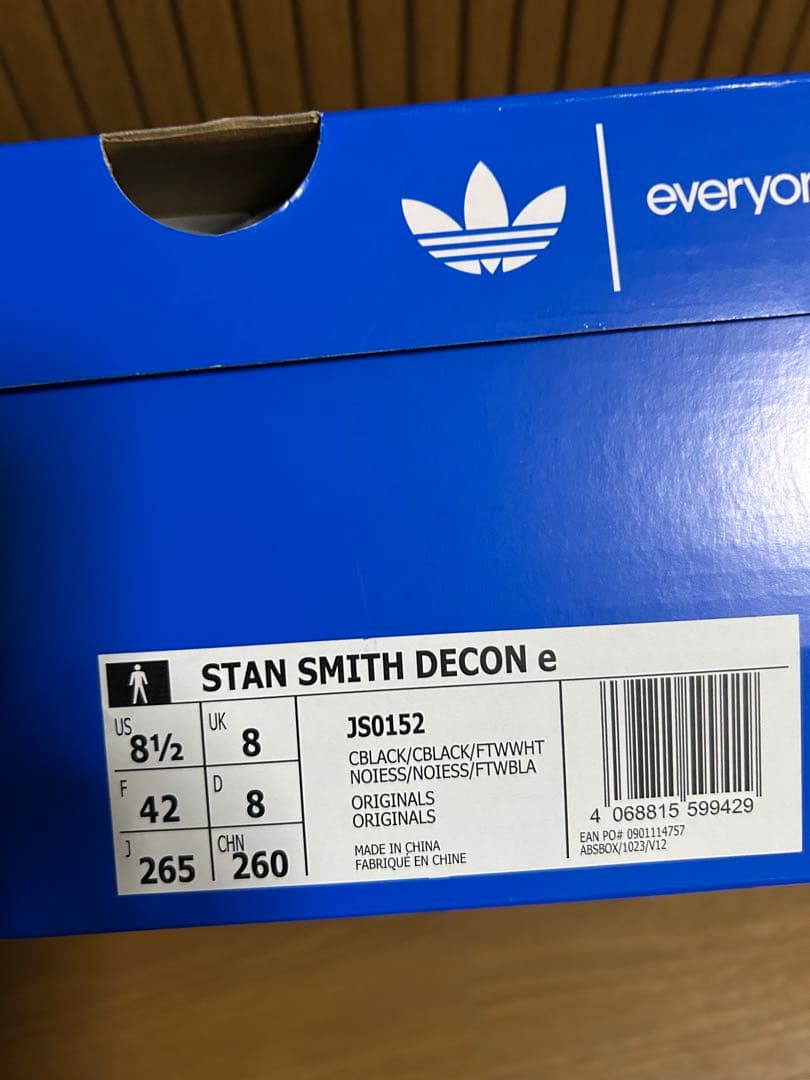 everyon
STAN SMITH DECON e
US 8½ UK 8
F 42 D 8
J 265 CHN 260
JS0152
CBLACK/CBLACK/FTWWHT
NOIESS/NOIESS/FTWBLA
ORIGINALS
ORIGINALS
MADE IN CHINA
FABRIQUÉ EN CHINE
4 068815 599429
EAN PO# 0901114757
ABSBOX/1023/V12